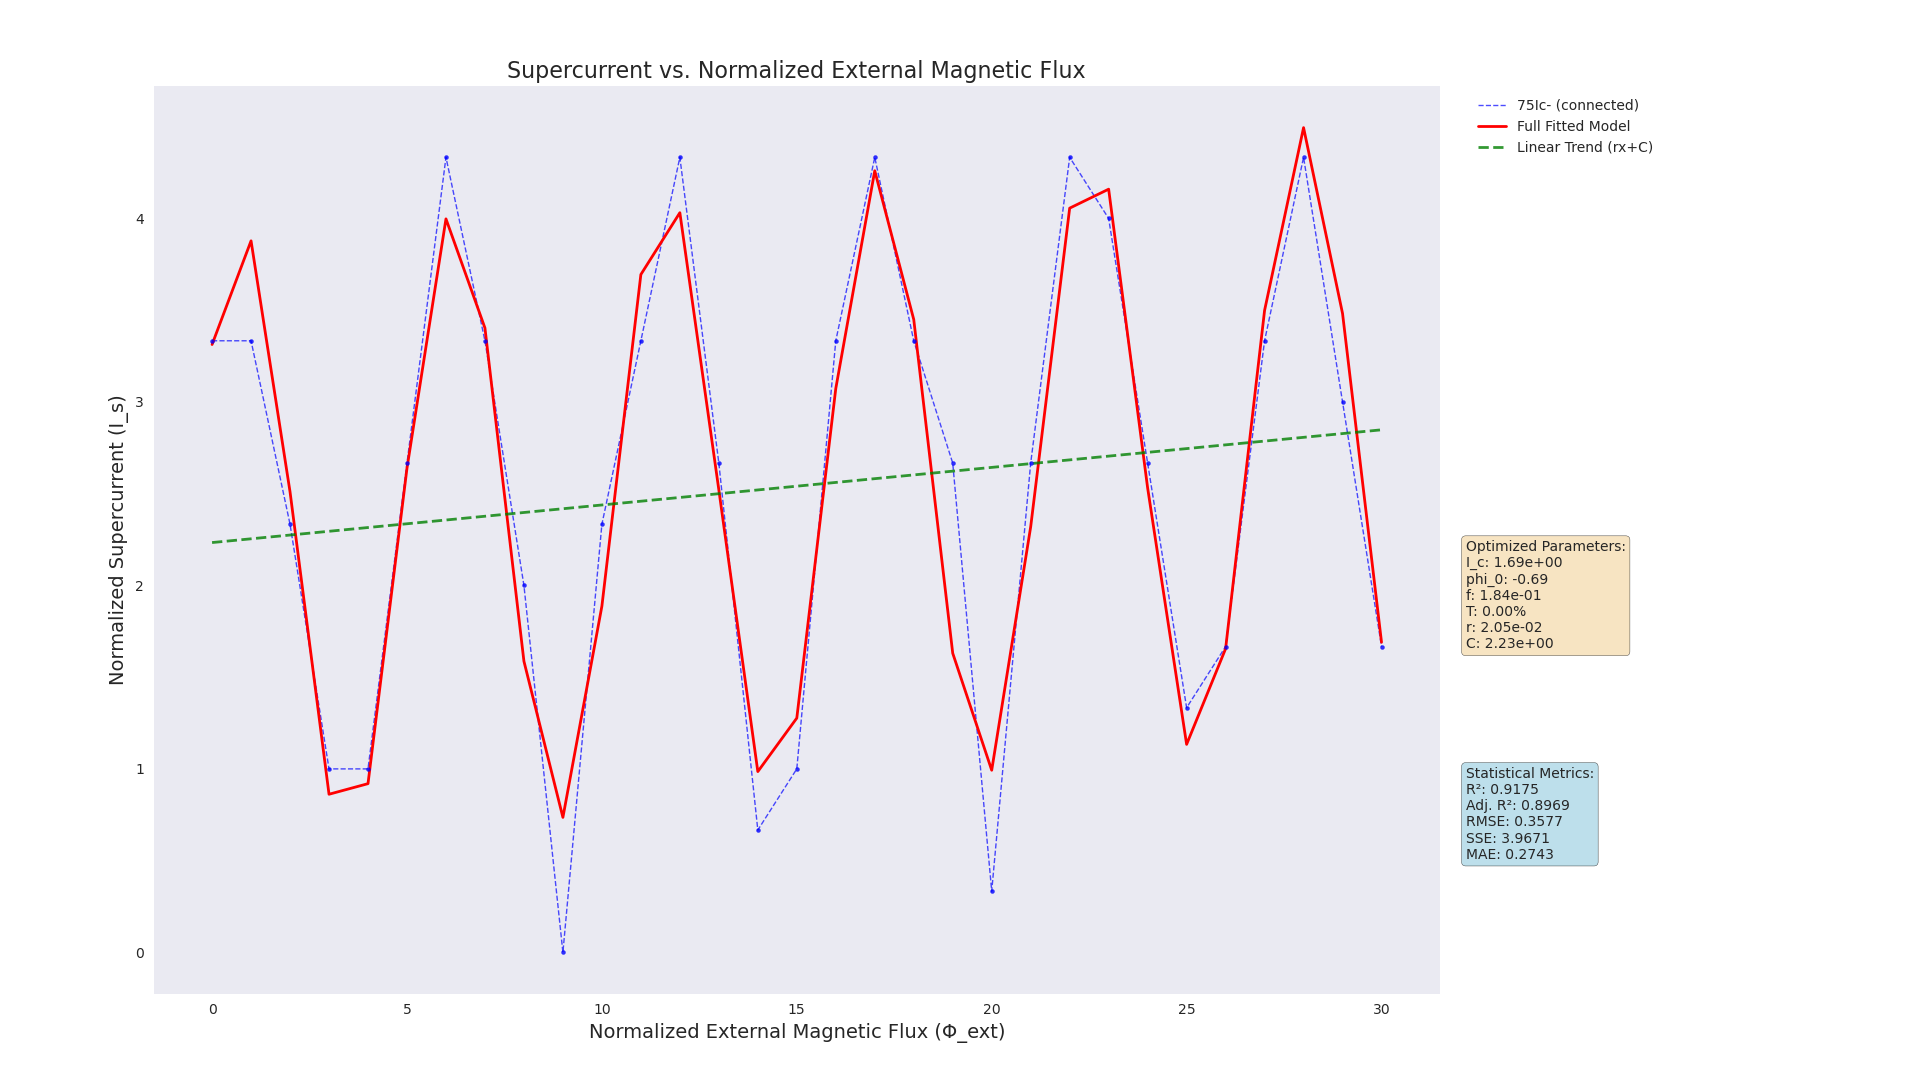 Supercurrent vs. Normalized External Magnetic Flux
75Ic- (connected)
Full Fitted Model
Linear Trend (rx+C)
Normalized Supercurrent (I_s)
4
3
2
1
0
0 5 10 15 20 25 30
Normalized External Magnetic Flux (Φ_ext)
Optimized Parameters:
I_c: 1.69e+00
phi_0: -0.69
f: 1.84e-01
T: 0.00%
r: 2.05e-02
C: 2.23e+00
Statistical Metrics:
R²: 0.9175
Adj. R²: 0.8969
RMSE: 0.3577
SSE: 3.9671
MAE: 0.2743